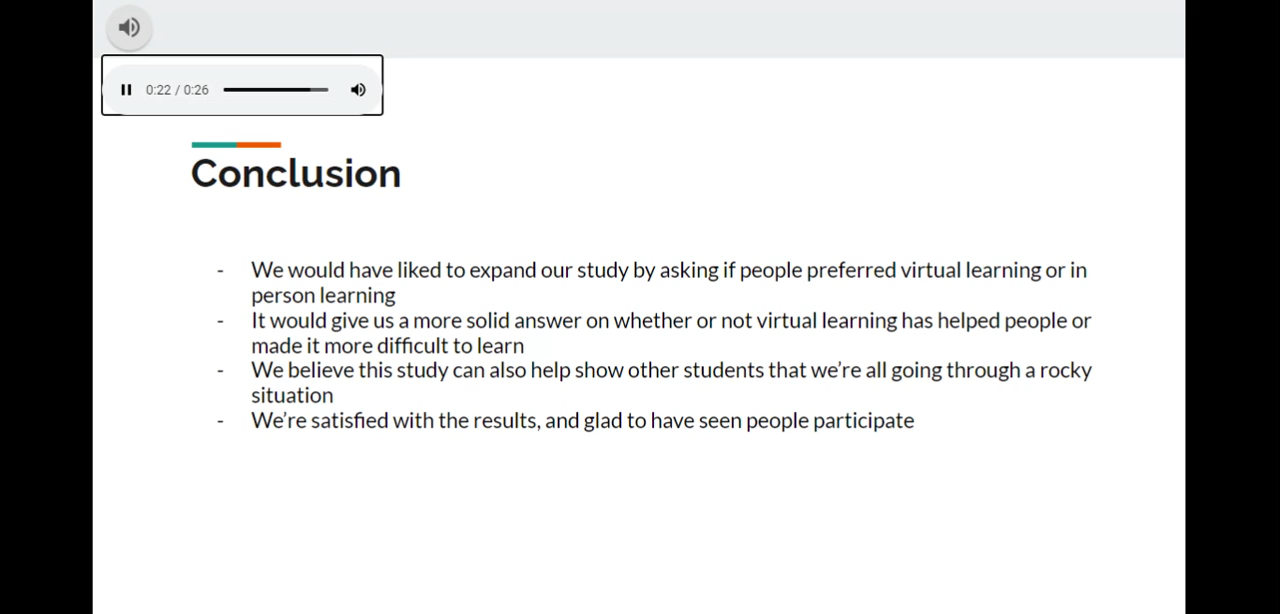 0:22 / 0:26
Conclusion
- We would have liked to expand our study by asking if people preferred virtual learning or in
person learning
- It would give us a more solid answer on whether or not virtual learning has helped people or
made it more difficult to learn
- We believe this study can also help show other students that we’re all going through a rocky
situation
- We’re satisfied with the results, and glad to have seen people participate